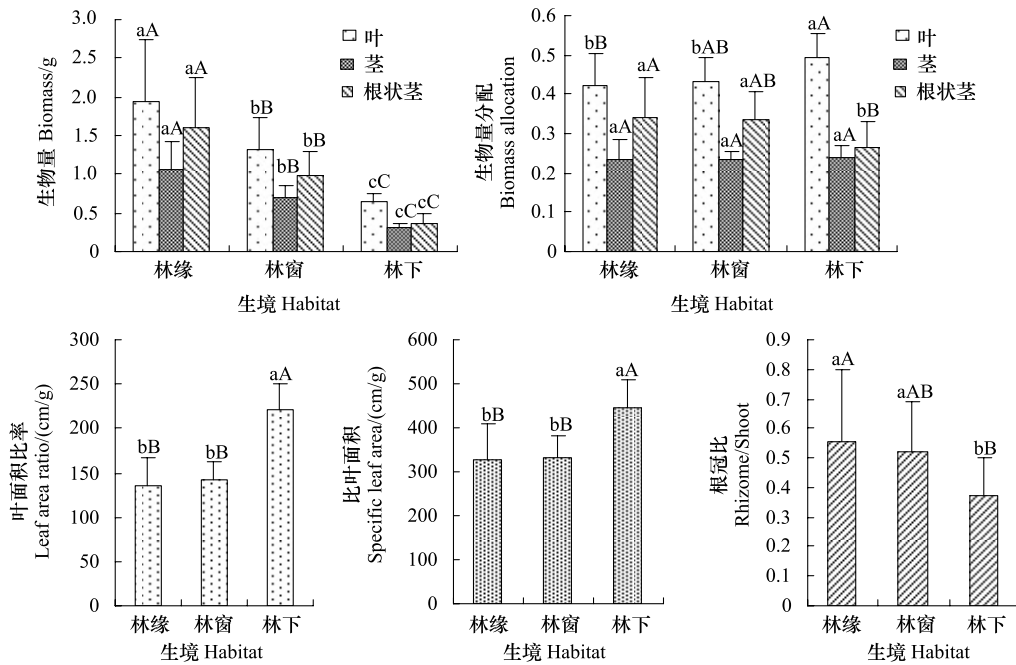 生物量 Biomass/g
3.0
2.5
2.0
1.5
1.0
0.5
0
aA
aA
aA
bB
bB
bB
cC
cC
cC
叶
茎
根状茎
林缘
林窗
林下
生境 Habitat
生物量分配
Biomass allocation
0.6
0.5
0.4
0.3
0.2
0.1
0
bB
aA
aA
bAB
aA
aAB
aA
aA
bB
叶
茎
根状茎
林缘
林窗
林下
生境 Habitat
叶面积比率
Leaf area ratio/(cm/g)
300
250
200
150
100
50
0
bB
bB
aA
林缘
林窗
林下
生境 Habitat
比叶面积
Specific leaf area/(cm/g)
600
500
400
300
200
100
0
bB
bB
aA
林缘
林窗
林下
生境 Habitat
根冠比
Rhizome/Shoot
0.9
0.8
0.7
0.6
0.5
0.4
0.3
0.2
0.1
0
aA
aAB
bB
林缘
林窗
林下
生境 Habitat